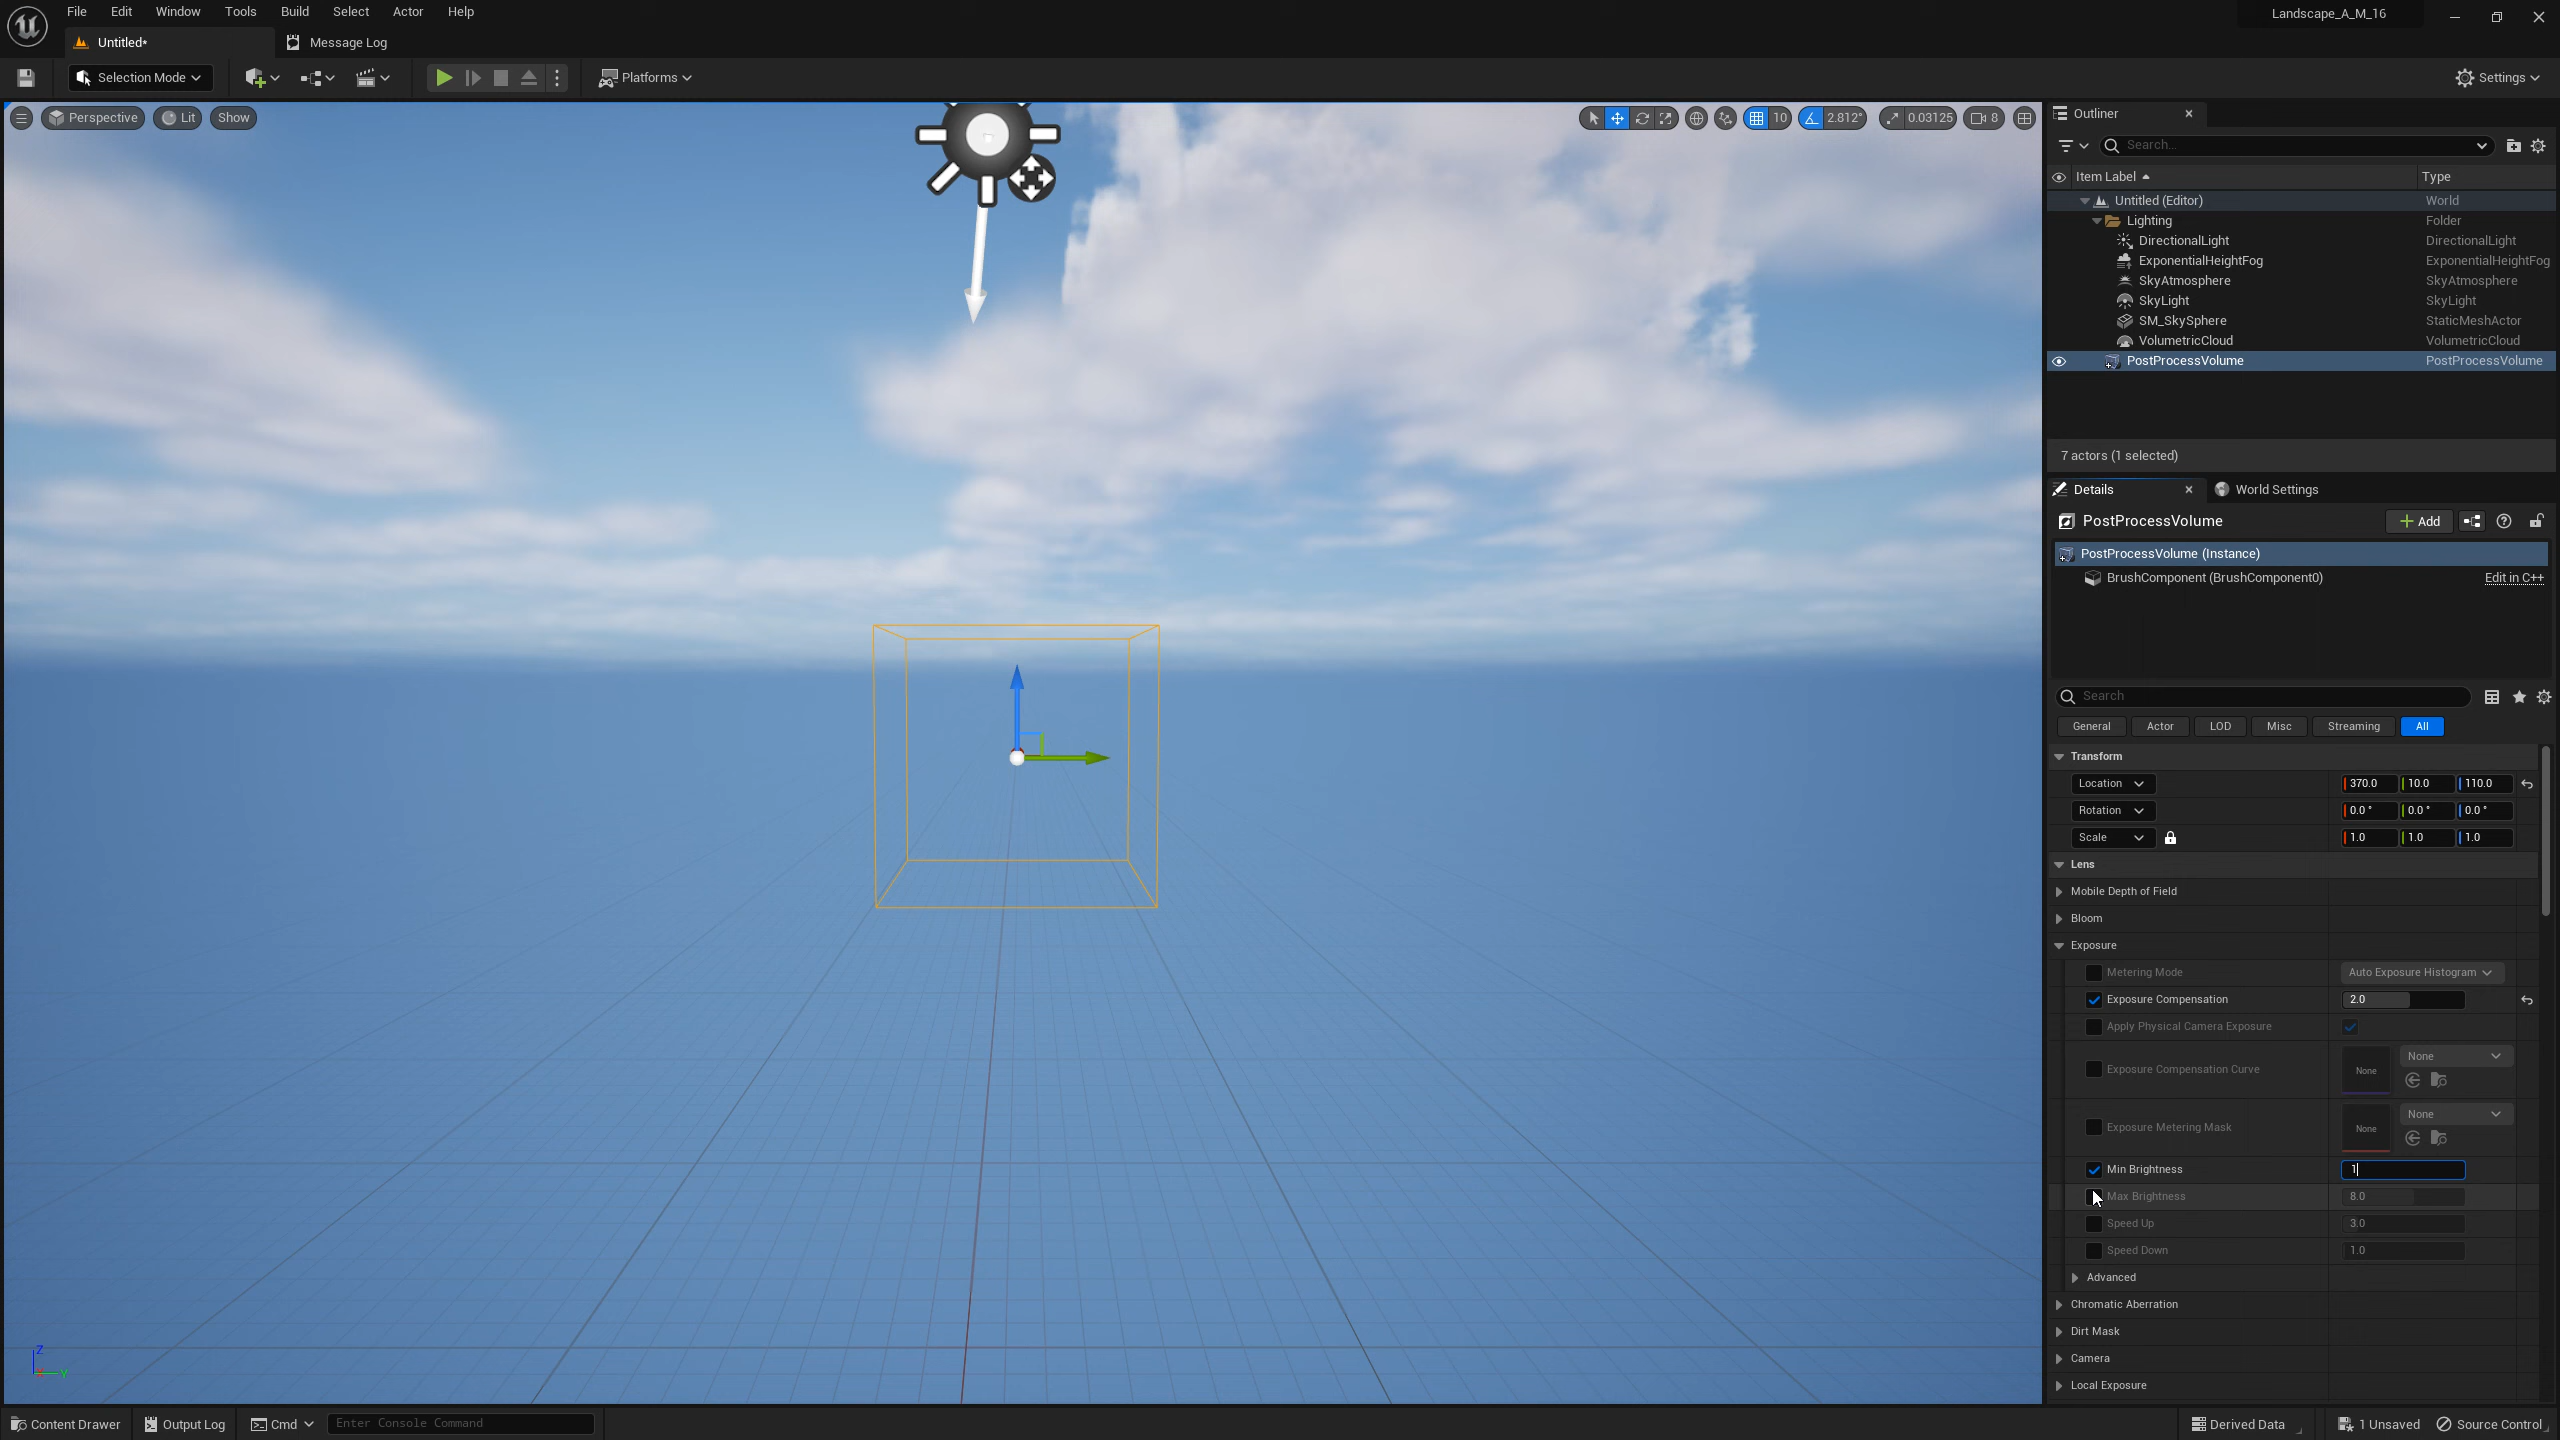 File Edit Window Tools Build Select Actor Help
Landscape_A_M_16
Untitled*
Message Log
Selection Mode
Platforms
Settings
Perspective
Lit
Show
10
2.812°
0.03125
8
Outliner
Search...
Item Label
Type
Untitled (Editor) World
Lighting Folder
DirectionalLight DirectionalLight
ExponentialHeightFog ExponentialHeightFog
SkyAtmosphere SkyAtmosphere
SkyLight SkyLight
SM_SkySphere StaticMeshActor
VolumetricCloud VolumetricCloud
PostProcessVolume PostProcessVolume
7 actors (1 selected)
Details
World Settings
PostProcessVolume
Add
PostProcessVolume (Instance)
BrushComponent (BrushComponent0) Edit in C++
Search
General Actor LOD Misc Streaming All
Transform
Location 370.0 10.0 110.0
Rotation 0.0 ° 0.0 ° 0.0 °
Scale 1.0 1.0 1.0
Lens
Mobile Depth of Field
Bloom
Exposure
Metering Mode Auto Exposure Histogram
Exposure Compensation 2.0
Apply Physical Camera Exposure
None
Exposure Compensation Curve None
None
Exposure Metering Mask None
Min Brightness 1
Max Brightness 8.0
Speed Up 3.0
Speed Down 1.0
Advanced
Chromatic Aberration
Dirt Mask
Camera
Local Exposure
Z
X Y
Content Drawer Output Log Cmd Enter Console Command Derived Data 1 Unsaved Source Control